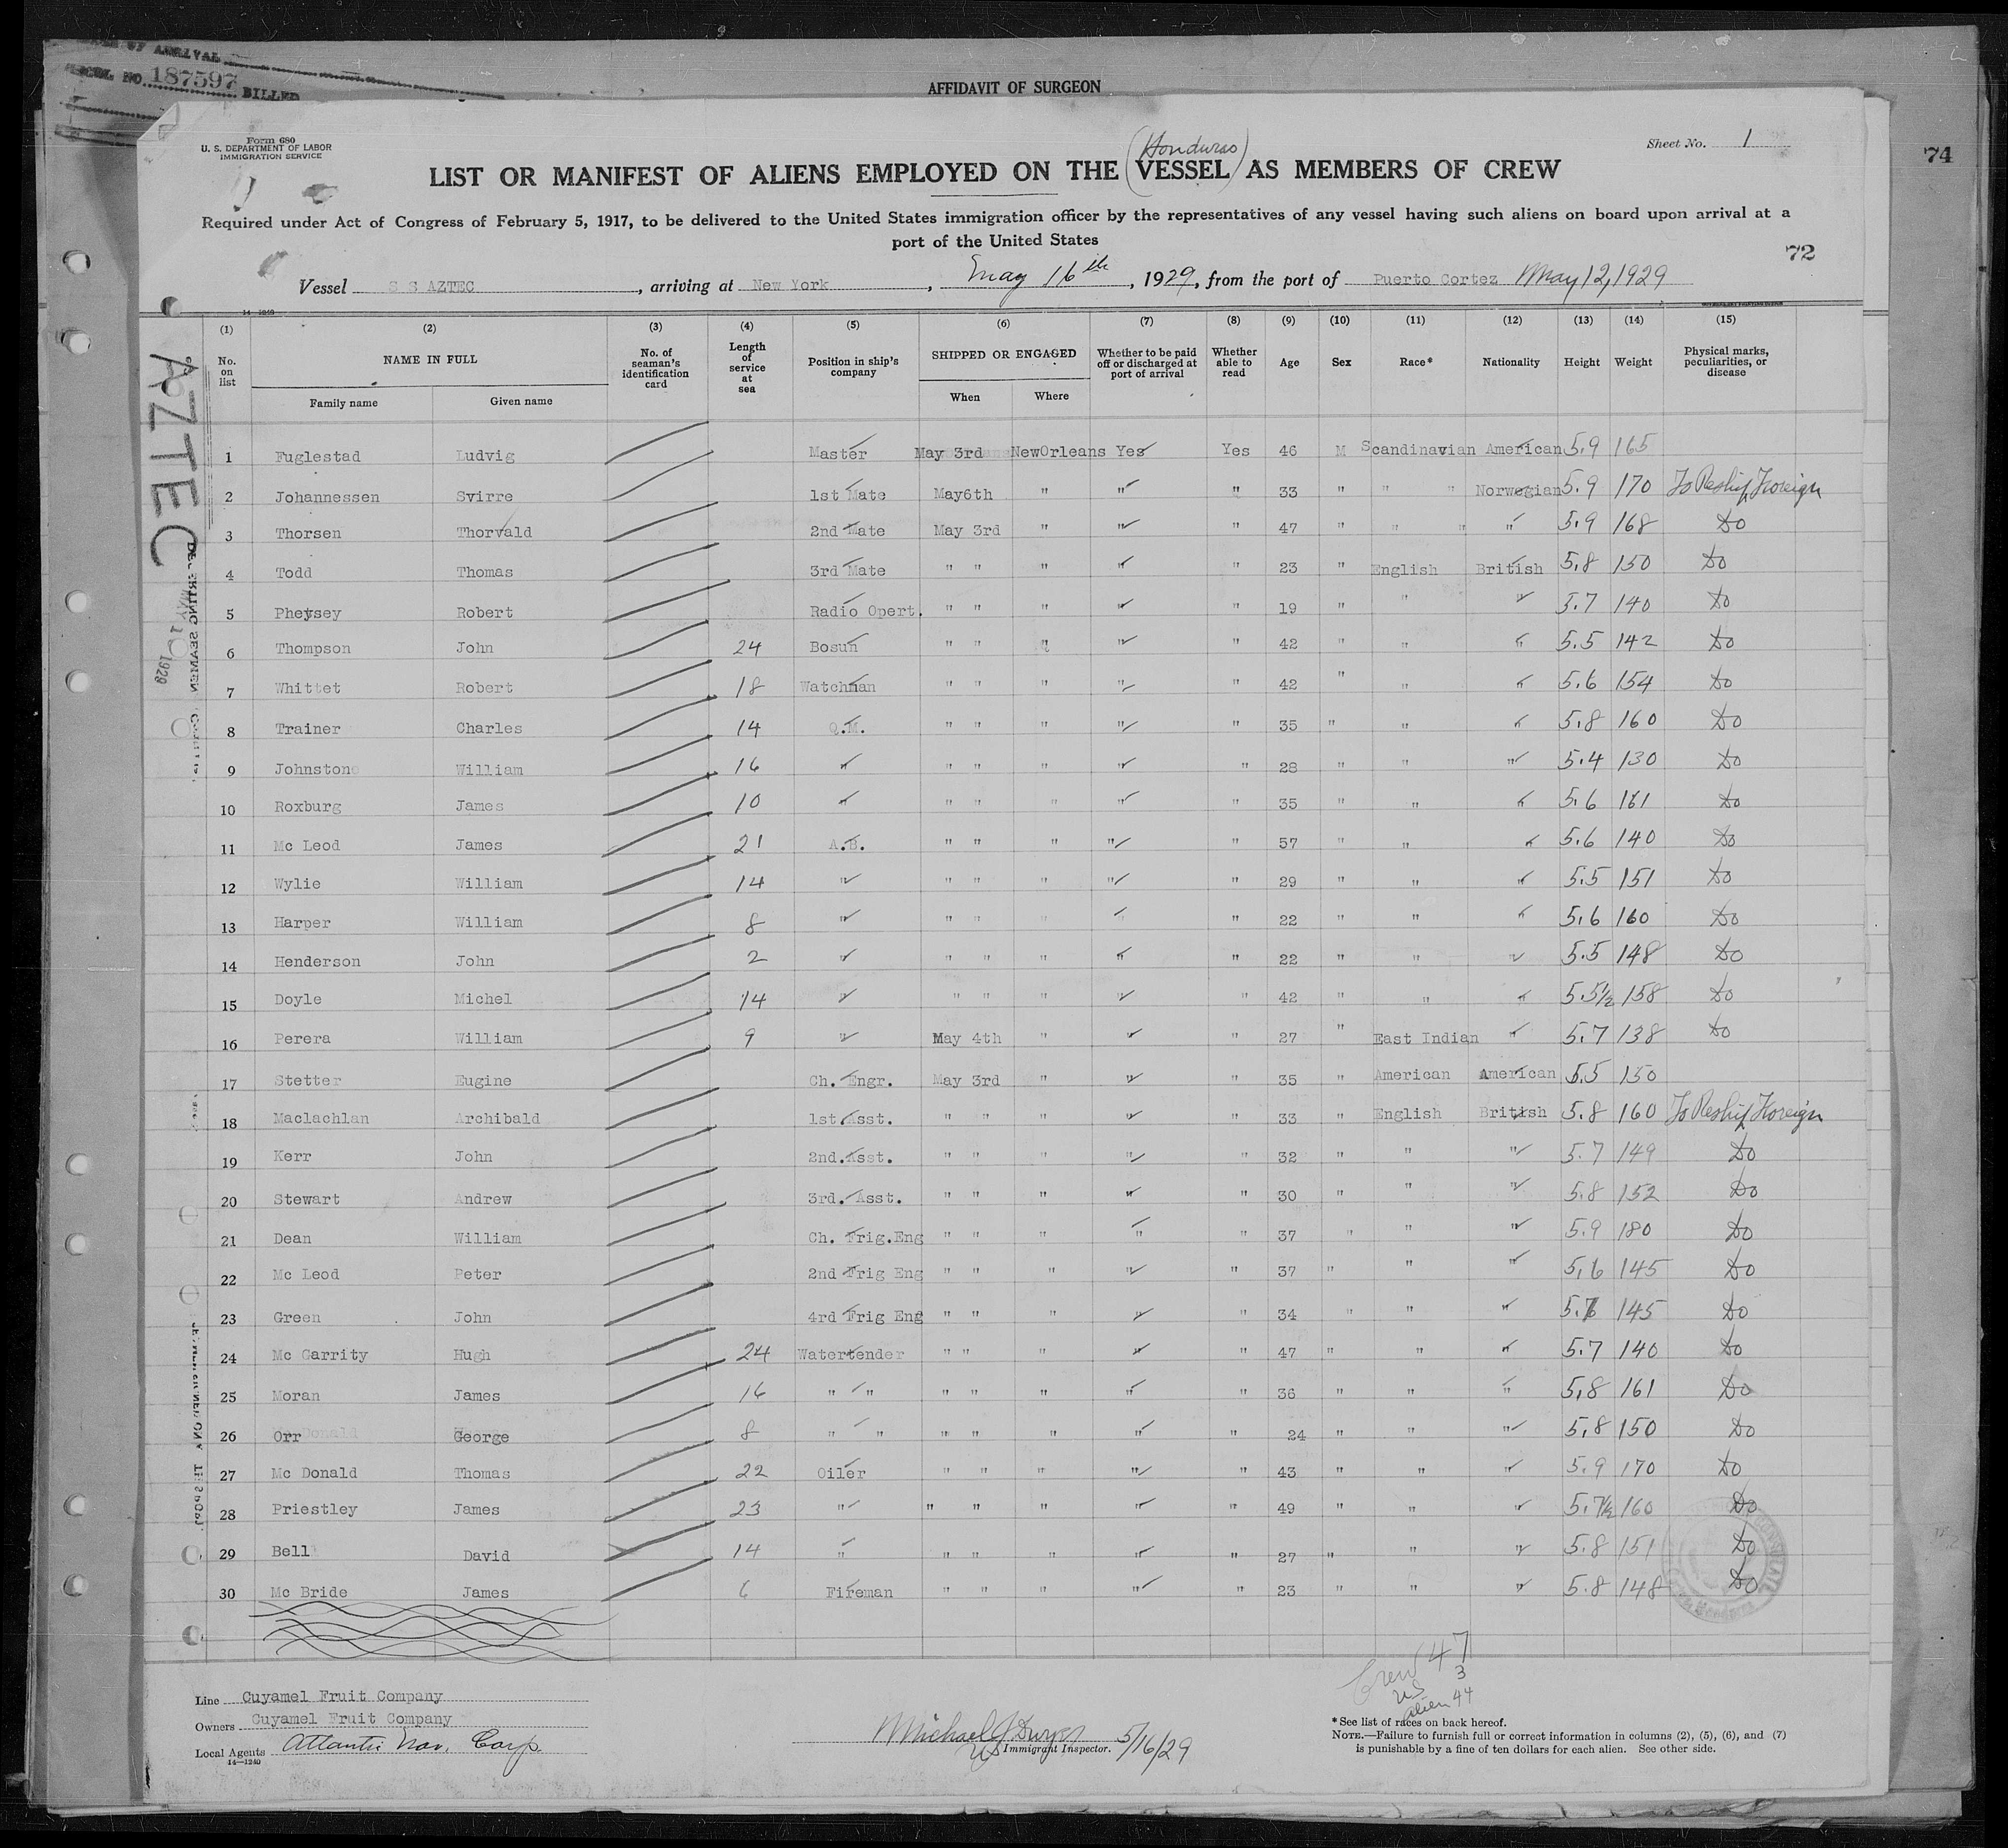 187597
BILLED
AFFIDAVIT OF SURGEON
Form 680
U. S. DEPARTMENT OF LABOR
IMMIGRATION SERVICE
Sheet No. 1
74
(Honduras)
LIST OR MANIFEST OF ALIENS EMPLOYED ON THE VESSEL AS MEMBERS OF CREW
Required under Act of Congress of February 5, 1917, to be delivered to the United States immigration officer by the representatives of any vessel having such aliens on board upon arrival at a
port of the United States
72
Vessel S S AZTEC, arriving at New York, May 16th, 1929, from the port of Puerto Cortez May 12, 1929
14-1240
AZTEC
(1) (2) (3) (4) (5) (6) (7) (8) (9) (10) (11) (12) (13) (14) (15)
No. on list NAME IN FULL No. of seaman's identification card Length of service at sea Position in ship's company SHIPPED OR ENGAGED Whether to be paid off or discharged at port of arrival Whether able to read Age Sex Race* Nationality Height Weight Physical marks, peculiarities, or disease
Family name Given name When Where
1 Fuglestad Ludvig Master May 3rd NewOrleans Yes Yes 46 M Scandinavian American 5.9 165
2 Johannessen Svirre 1st Mate May6th " " " 33 " " " Norwegian 5.9 170 To Reship Foreign
3 Thorsen Thorvald 2nd Mate May 3rd " " " 47 " " " " 5.9 168 Do
4 Todd Thomas 3rd Mate " " " " " 23 " English British 5.8 150 Do
5 Pheysey Robert Radio Opert. " " " " " 19 " " " 5.7 140 Do
6 Thompson John 24 Bosun " " " " " 42 " " " 5.5 142 Do
7 Whittet Robert 18 Watchman " " " " " 42 " " " 5.6 154 Do
8 Trainer Charles 14 Q.M. " " " " " 35 " " " 5.8 160 Do
9 Johnstone William 16 " " " " " " 28 " " " 5.4 130 Do
10 Roxburg James 10 " " " " " " 35 " " " 5.6 161 Do
11 Mc Leod James 21 A.B. " " " " " 57 " " " 5.6 140 Do
12 Wylie William 14 " " " " " " 29 " " " 5.5 151 Do
13 Harper William 8 " " " " " " 22 " " " 5.6 160 Do
14 Henderson John 2 " " " " " " 22 " " " 5.5 148 Do
15 Doyle Michel 14 " " " " " " 42 " " " 5.5½ 158 Do
16 Perera William 9 " May 4th " " " 27 " East Indian " 5.7 138 Do
17 Stetter Eugine Ch. Engr. May 3rd " " " 35 " American American 5.5 150
18 Maclachlan Archibald 1st Asst. " " " " " 33 " English British 5.8 160 To Reship Foreign
19 Kerr John 2nd.Asst. " " " " " 32 " " " 5.7 149 Do
20 Stewart Andrew 3rd. Asst. " " " " " 30 " " " 5.8 152 Do
21 Dean William Ch. Frig.Eng " " " " " 37 " " " 5.9 180 Do
22 Mc Leod Peter 2nd Frig Eng " " " " " 37 " " " 5.6 145 Do
23 Green John 4rd Frig Eng " " " " " 34 " " " 5.6 145 Do
24 Mc Garrity Hugh 24 Watertender " " " " " 47 " " " 5.7 140 Do
25 Moran James 16 " " " " " " " 36 " " " 5.8 161 Do
26 Orr George 8 " " " " " " " 24 " " " 5.8 150 Do
27 Mc Donald Thomas 22 Oiler " " " " " 43 " " " 5.9 170 Do
28 Priestley James 23 " " " " " " 49 " " " 5.7½ 160 Do
29 Bell David 14 " " " " " " 27 " " " 5.8 151 Do
30 Mc Bride James 6 Fireman " " " " " 23 " " " 5.8 148 Do
Crew 47
US 3
Alien 44
Line Cuyamel Fruit Company
Owners Cuyamel Fruit Company
Local Agents Atlantic Nav. Corp.
14-1240
Michael J Dwyer 5/16/29
US Immigrant Inspector.
*See list of races on back hereof.
NOTE.—Failure to furnish full or correct information in columns (2), (5), (6), and (7)
is punishable by a fine of ten dollars for each alien. See other side.